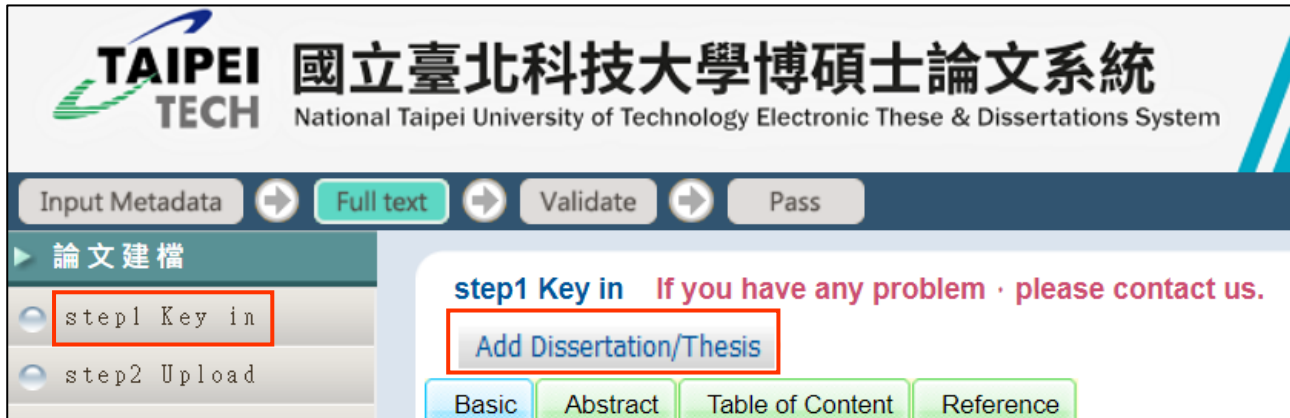 TAIPEI
TECH
國立臺北科技大學博碩士論文系統
National Taipei University of Technology Electronic These & Dissertations System
Input Metadata Full text Validate Pass
論文建檔
step1 Key in
step2 Upload
step1 Key in If you have any problem，please contact us.
Add Dissertation/Thesis
Basic Abstract Table of Content Reference